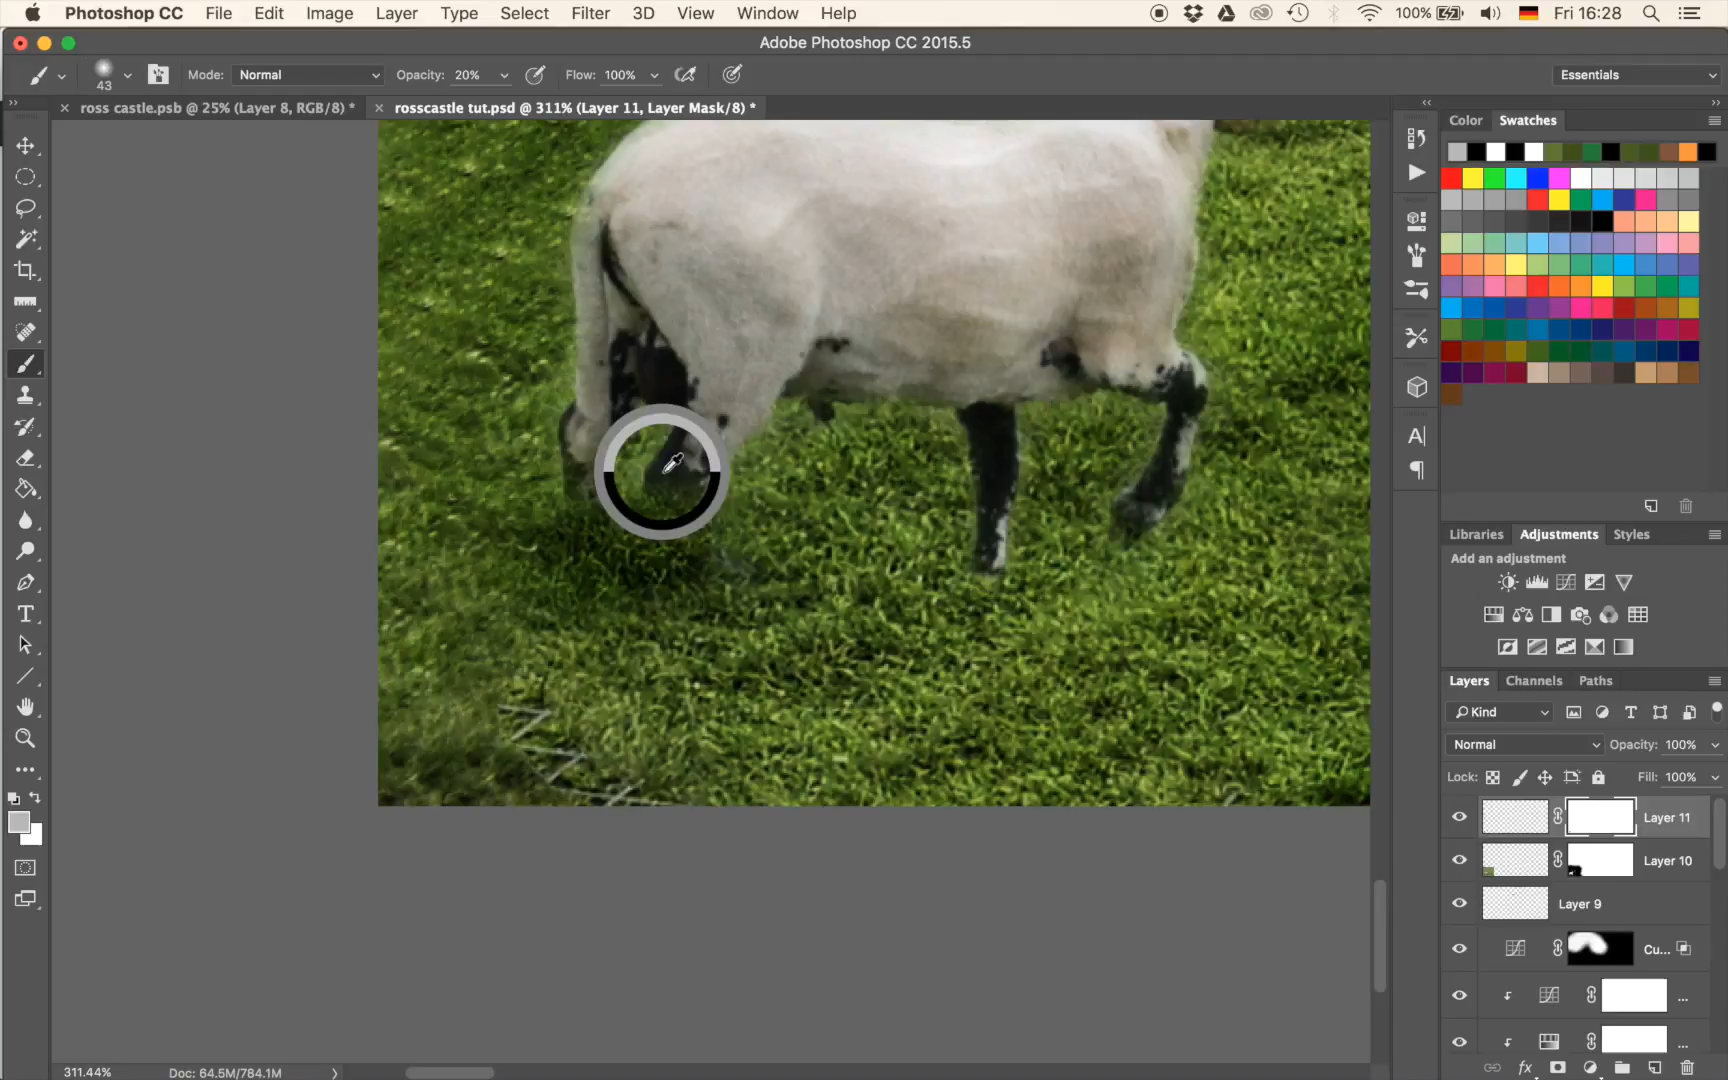 Photoshop CC File Edit Image Layer Type Select Filter 3D View Window Help 100% Fri 16:28
Adobe Photoshop CC 2015.5
43 Mode: Normal Opacity: 20% Flow: 100% Essentials
ross castle.psb @ 25% (Layer 8, RGB/8) * rosscastle tut.psd @ 311% (Layer 11, Layer Mask/8) *
Color Swatches
Libraries Adjustments Styles
Add an adjustment
Layers Channels Paths
Kind
Normal Opacity: 100%
Lock: Fill: 100%
Layer 11
Layer 10
Layer 9
Cu...
...
...
fx
311.44% Doc: 64.5M/784.1M